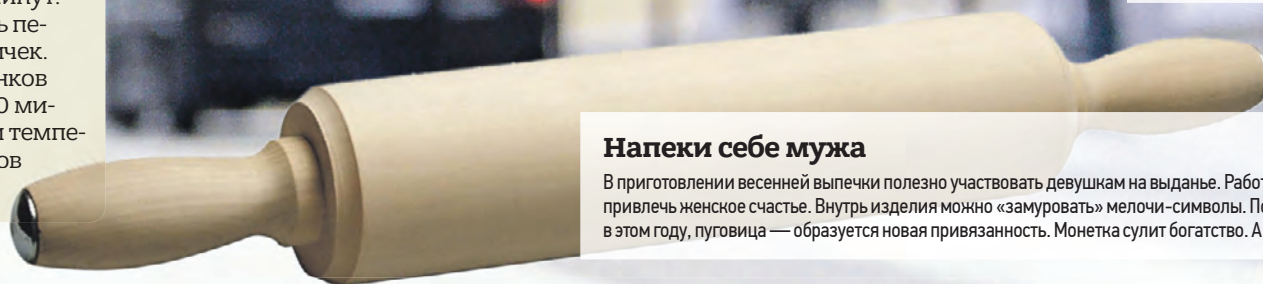 ь пе-
чек.
нков
0 ми-
и темпе-
ов
Напеки себе мужа
В приготовлении весенней выпечки полезно участвовать девушкам на выданье. Работ
привлечь женское счастье. Внутрь изделия можно «замуровать» мелочи-символы. По
в этом году, пуговица — образуется новая привязанность. Монетка сулит богатство. А